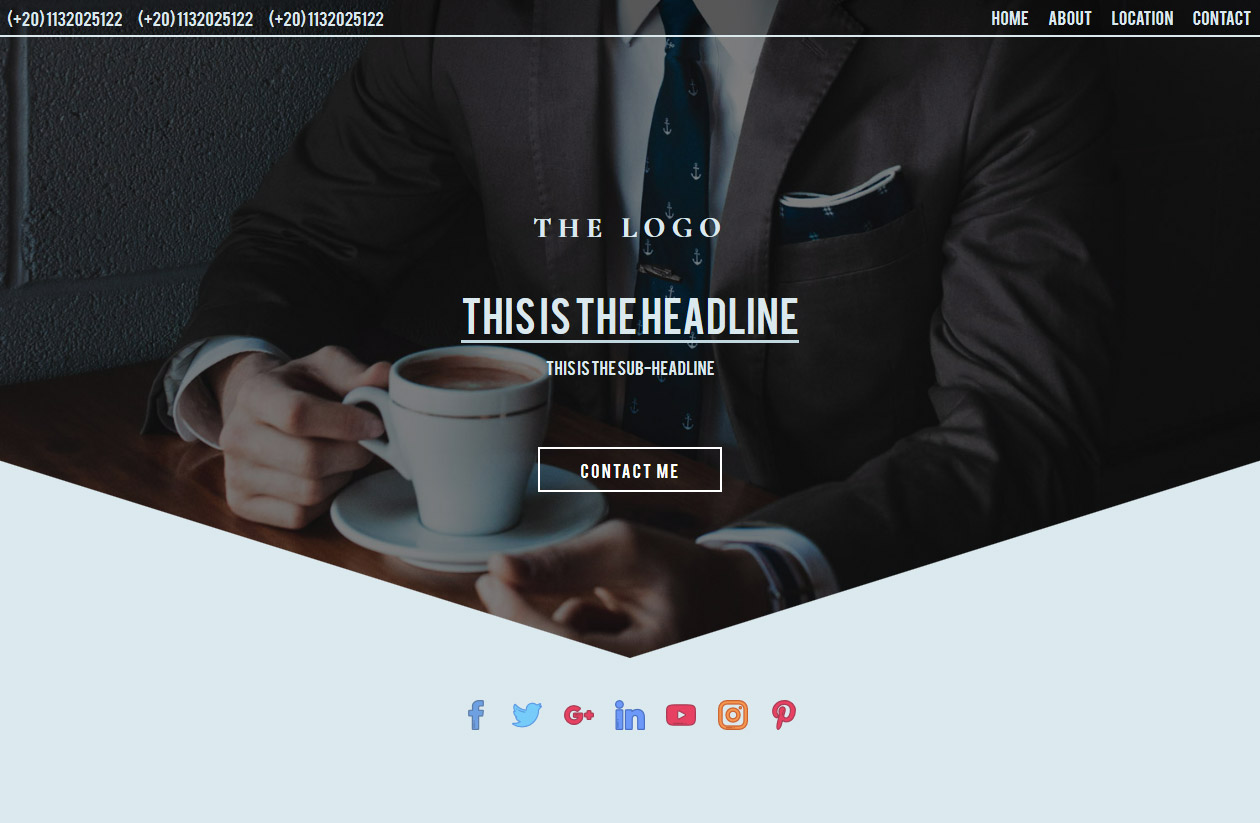 (+20)1132025122 (+20)1132025122 (+20)1132025122 HOME ABOUT LOCATION CONTACT
THE LOGO
THIS IS THE HEADLINE
THIS IS THE SUB-HEADLINE
CONTACT ME